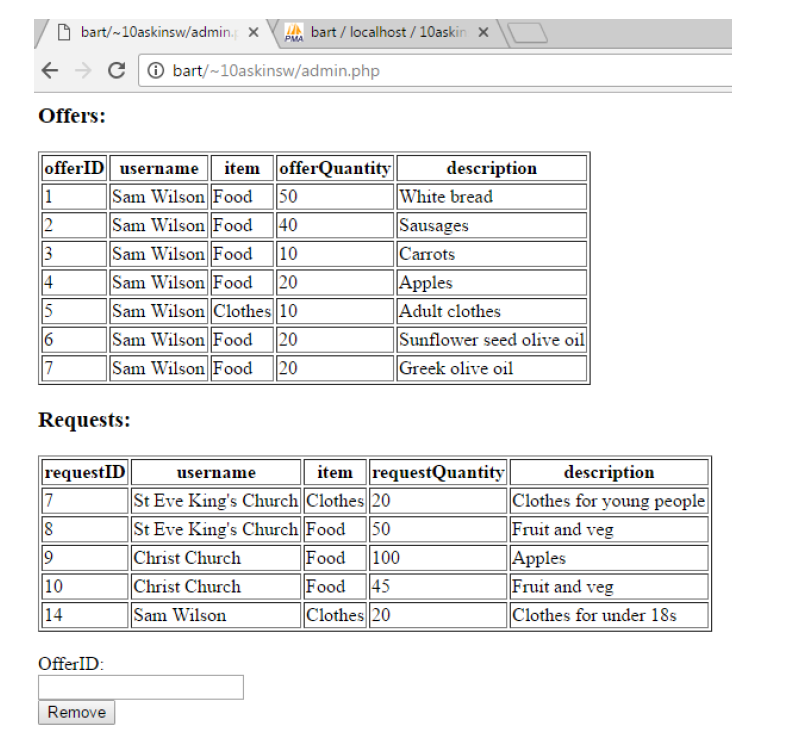 bart/~10askinsw/admin.p
bart / localhost / 10askin
bart/~10askinsw/admin.php
Offers:
offerID username item offerQuantity description
1 Sam Wilson Food 50 White bread
2 Sam Wilson Food 40 Sausages
3 Sam Wilson Food 10 Carrots
4 Sam Wilson Food 20 Apples
5 Sam Wilson Clothes 10 Adult clothes
6 Sam Wilson Food 20 Sunflower seed olive oil
7 Sam Wilson Food 20 Greek olive oil
Requests:
requestID username item requestQuantity description
7 St Eve King's Church Clothes 20 Clothes for young people
8 St Eve King's Church Food 50 Fruit and veg
9 Christ Church Food 100 Apples
10 Christ Church Food 45 Fruit and veg
14 Sam Wilson Clothes 20 Clothes for under 18s
OfferID:
Remove